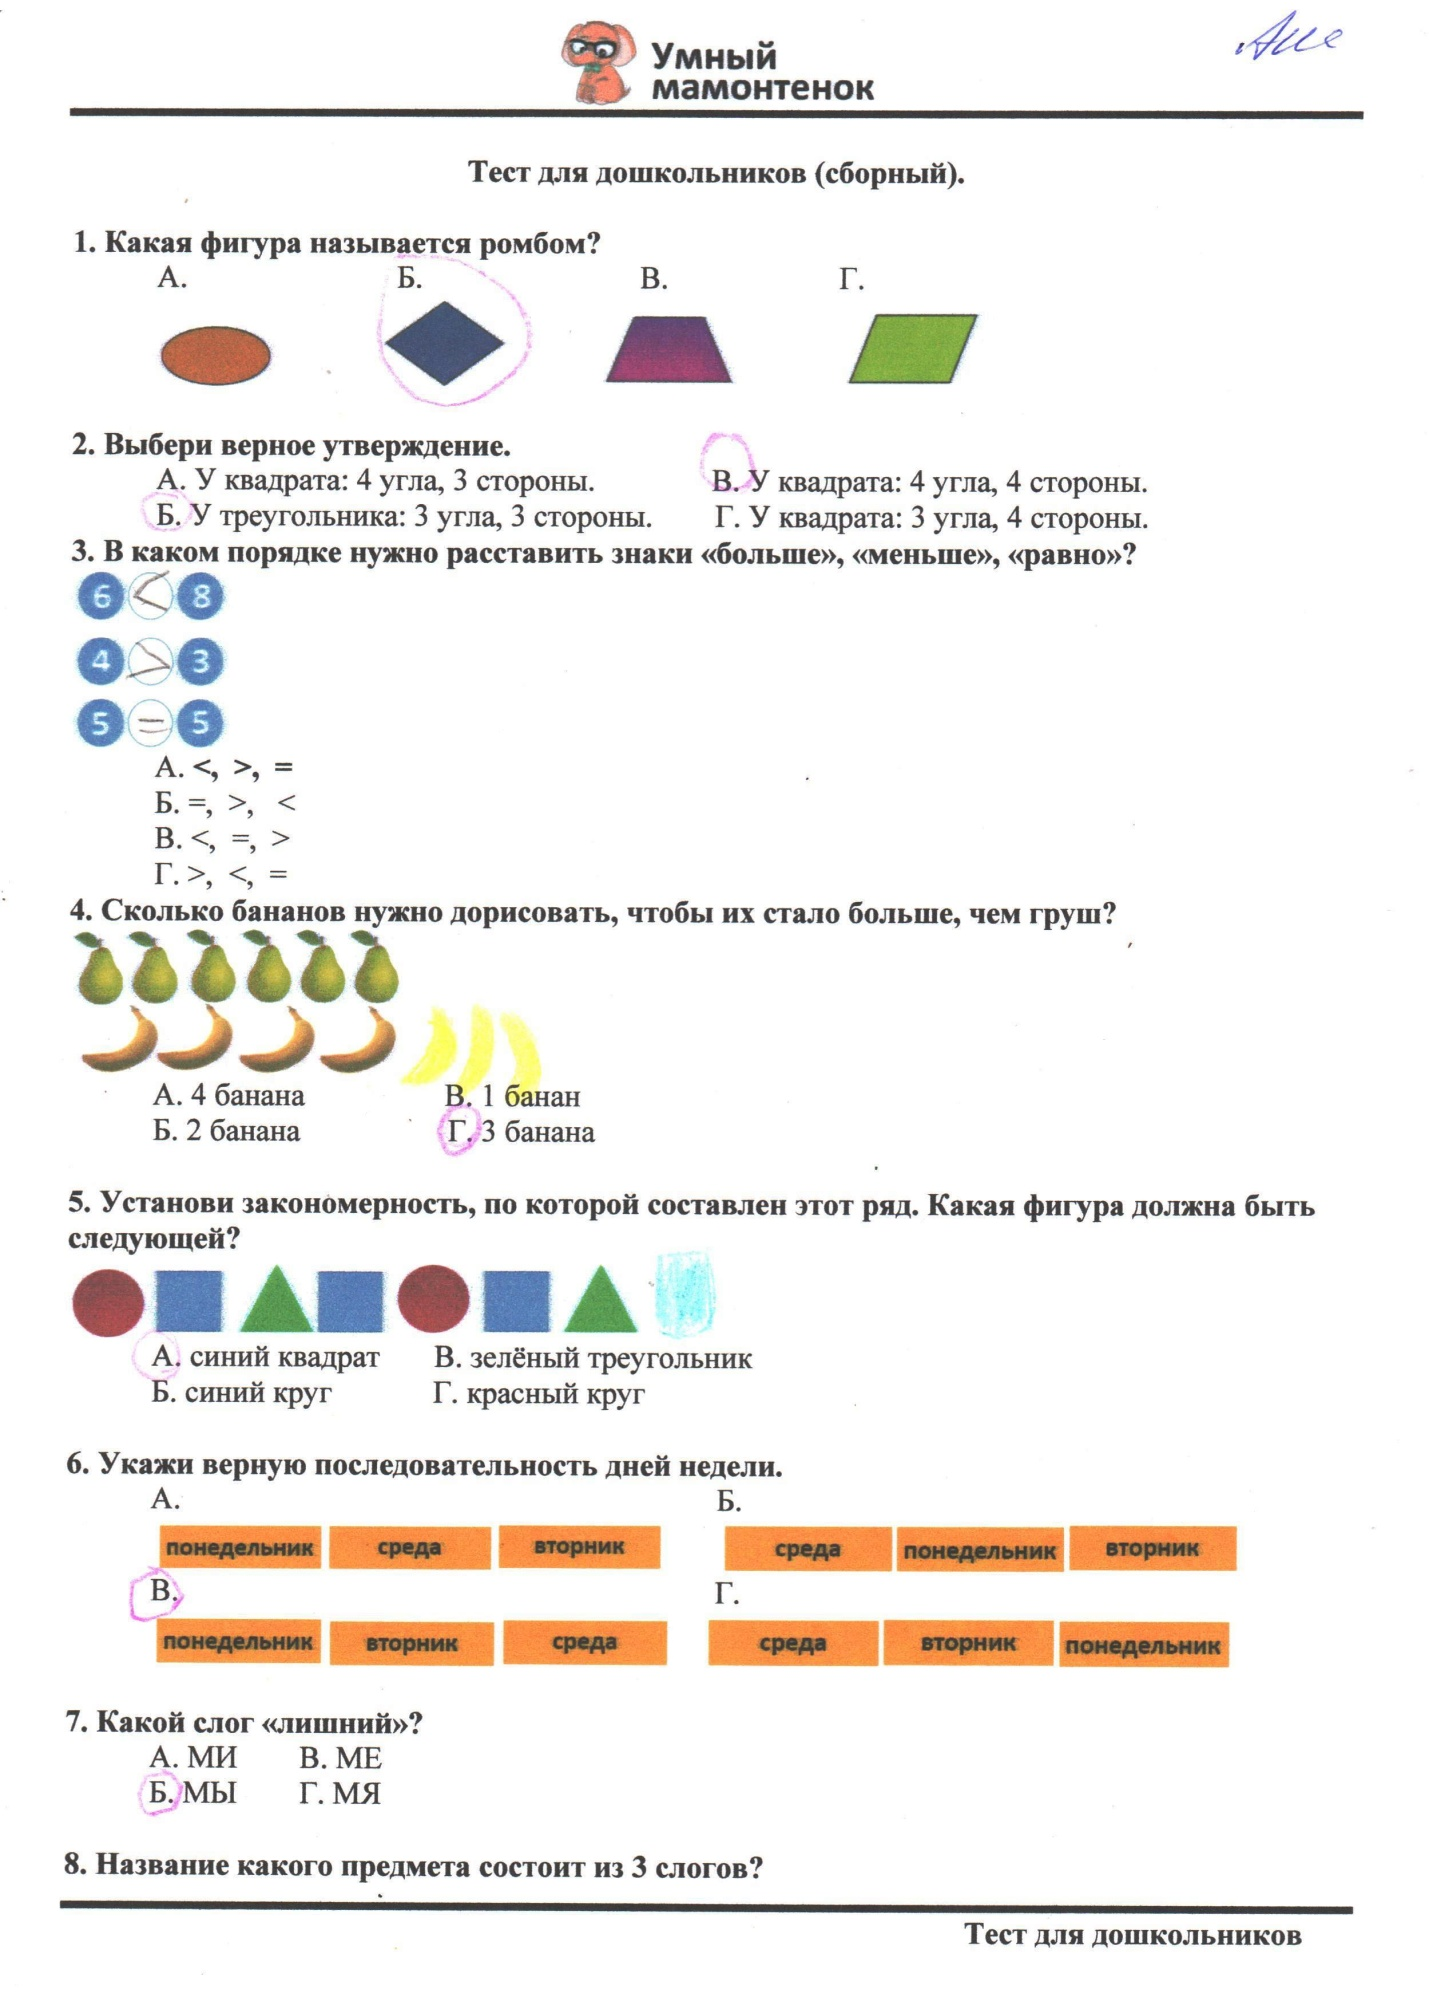 Умный
мамонтенок
Тест для дошкольников (сборный).
1. Какая фигура называется ромбом?
А. Б. В. Г.
2. Выбери верное утверждение.
А. У квадрата: 4 угла, 3 стороны. В. У квадрата: 4 угла, 4 стороны.
Б. У треугольника: 3 угла, 3 стороны. Г. У квадрата: 3 угла, 4 стороны.
3. В каком порядке нужно расставить знаки «больше», «меньше», «равно»?
6 < 8
4 > 3
5 = 5
А. <, >, =
Б. =, >, <
В. <, =, >
Г. >, <, =
4. Сколько бананов нужно дорисовать, чтобы их стало больше, чем груш?
А. 4 банана В. 1 банан
Б. 2 банана Г. 3 банана
5. Установи закономерность, по которой составлен этот ряд. Какая фигура должна быть
следующей?
А. синий квадрат В. зелёный треугольник
Б. синий круг Г. красный круг
6. Укажи верную последовательность дней недели.
А. Б.
понедельник среда вторник среда понедельник вторник
В. Г.
понедельник вторник среда среда вторник понедельник
7. Какой слог «лишний»?
А. МИ В. МЕ
Б. МЫ Г. МЯ
8. Название какого предмета состоит из 3 слогов?
Тест для дошкольников